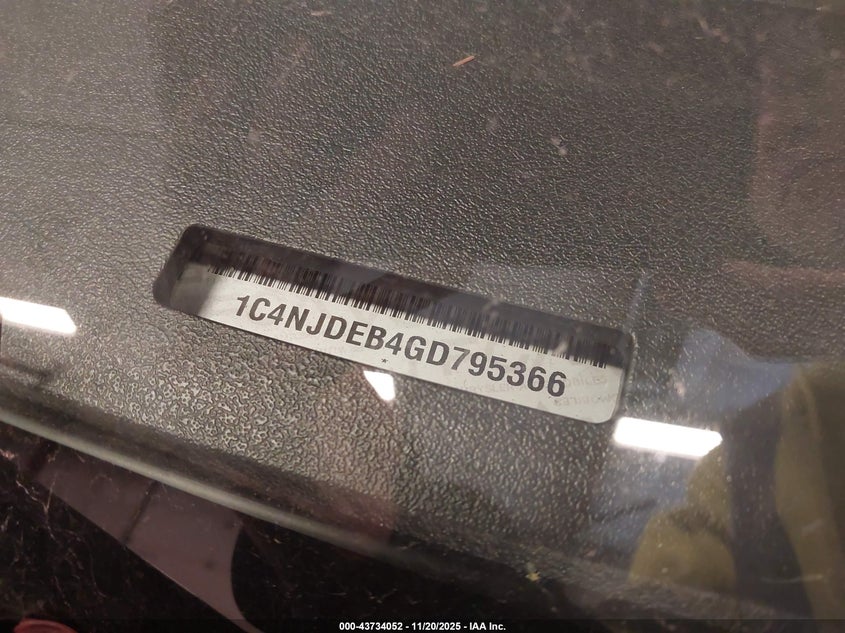 1C4NJDEB4GD795366
*
000-43734052 - 11/20/2025 - IAA Inc.